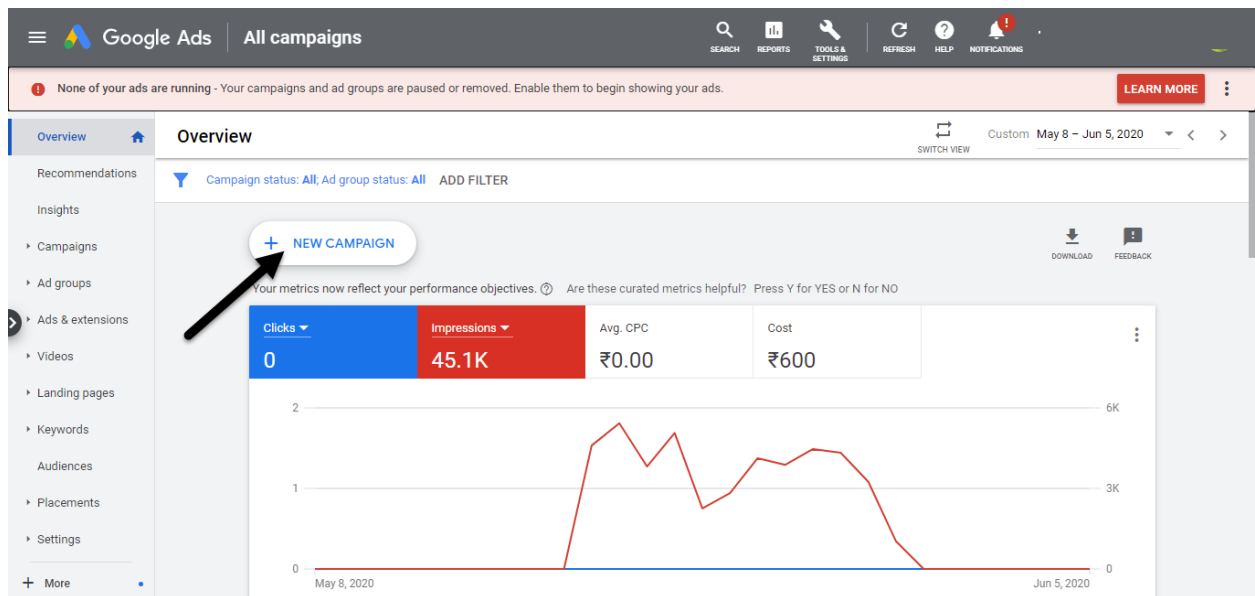 Google Ads All campaigns SEARCH REPORTS TOOLS & SETTINGS REFRESH HELP NOTIFICATIONS
None of your ads are running - Your campaigns and ad groups are paused or removed. Enable them to begin showing your ads. LEARN MORE
Overview
Recommendations
Insights
Campaigns
Ad groups
Ads & extensions
Videos
Landing pages
Keywords
Audiences
Placements
Settings
+ More
Overview
SWITCH VIEW
Custom May 8 – Jun 5, 2020
Campaign status: All; Ad group status: All ADD FILTER
+ NEW CAMPAIGN
DOWNLOAD FEEDBACK
Your metrics now reflect your performance objectives. Are these curated metrics helpful? Press Y for YES or N for NO
Clicks Impressions Avg. CPC Cost
0 45.1K ₹0.00 ₹600
2 6K
1 3K
0 0
May 8, 2020 Jun 5, 2020